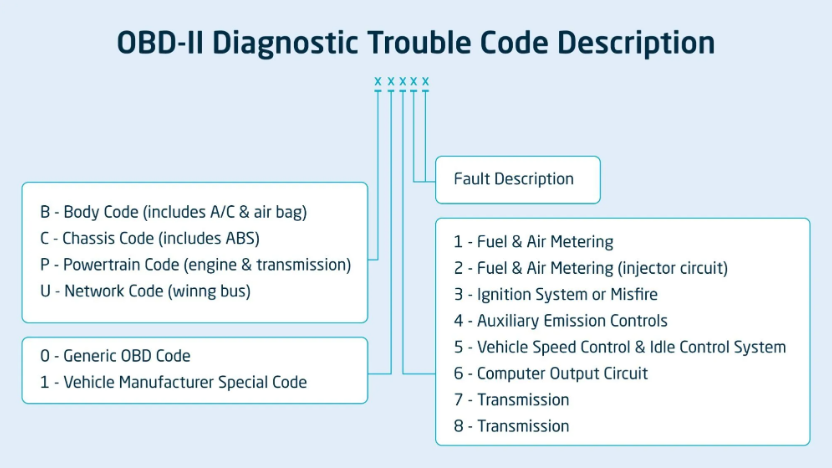 OBD-II Diagnostic Trouble Code Description
X X X X X
Fault Description
B - Body Code (includes A/C & air bag)
C - Chassis Code (includes ABS)
P - Powertrain Code (engine & transmission)
U - Network Code (winng bus)
0 - Generic OBD Code
1 - Vehicle Manufacturer Special Code
1 - Fuel & Air Metering
2 - Fuel & Air Metering (injector circuit)
3 - Ignition System or Misfire
4 - Auxiliary Emission Controls
5 - Vehicle Speed Control & Idle Control System
6 - Computer Output Circuit
7 - Transmission
8 - Transmission